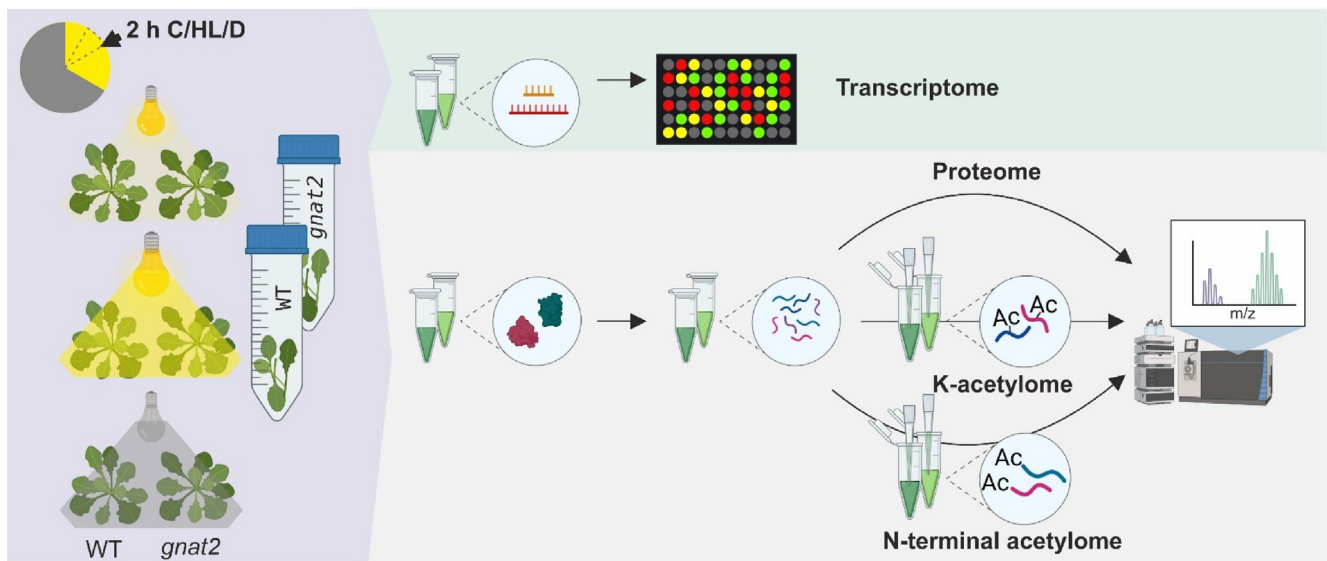 2 h C/HL/D
gnat2
WT
WT gnat2
Transcriptome
Proteome
Ac
Ac
K-acetylome
m/z
Ac
Ac
N-terminal acetylome